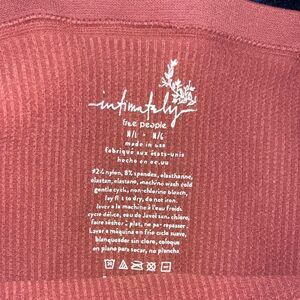 intimately
free people
M/L • M/G
made in usa
fabriqué aux états-unis
hecho en ee.uu
92% nylon, 8% spandex, elasthanne,
elastan, elastano, machine wash cold
gentle cycle, non-chlorine bleach,
lay flat to dry, do not iron.
laver à la machine à l'eau froide
cycle délicat, eau de Javel sans chlore,
faire sécher à plat, ne pas repasser.
Lavar a máquina en frío ciclo suave,
blanquear sin cloro, colocar
en plano para secar, no plancha